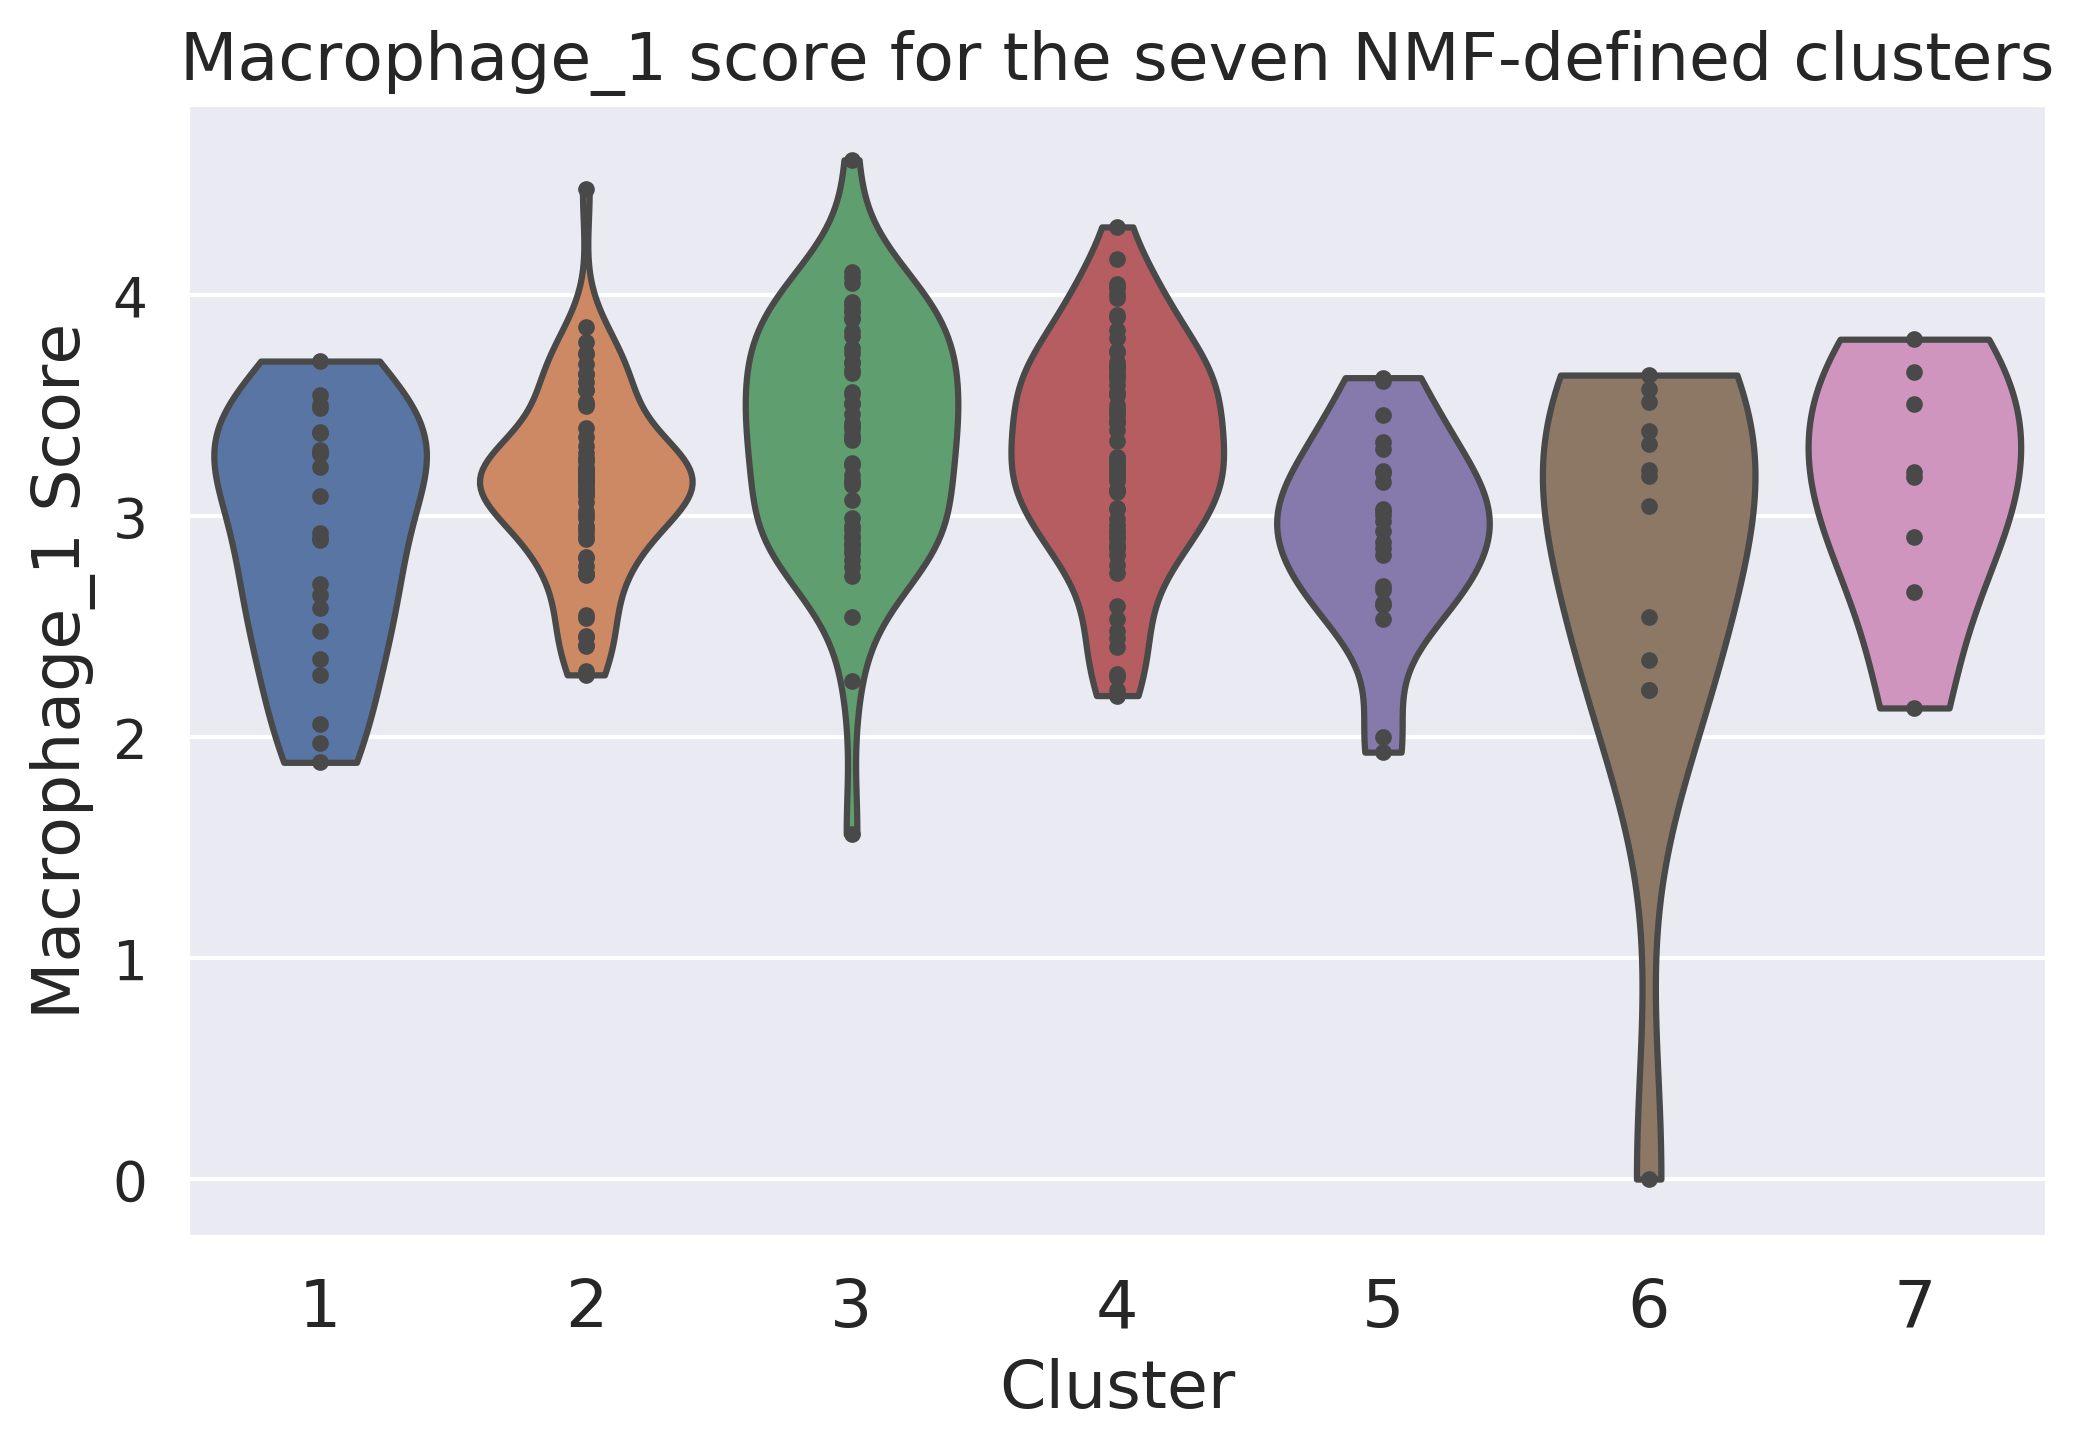 Macrophage_1 score for the seven NMF-defined clusters
Macrophage_1 Score
4
3
2
1
0
1 2 3 4 5 6 7
Cluster